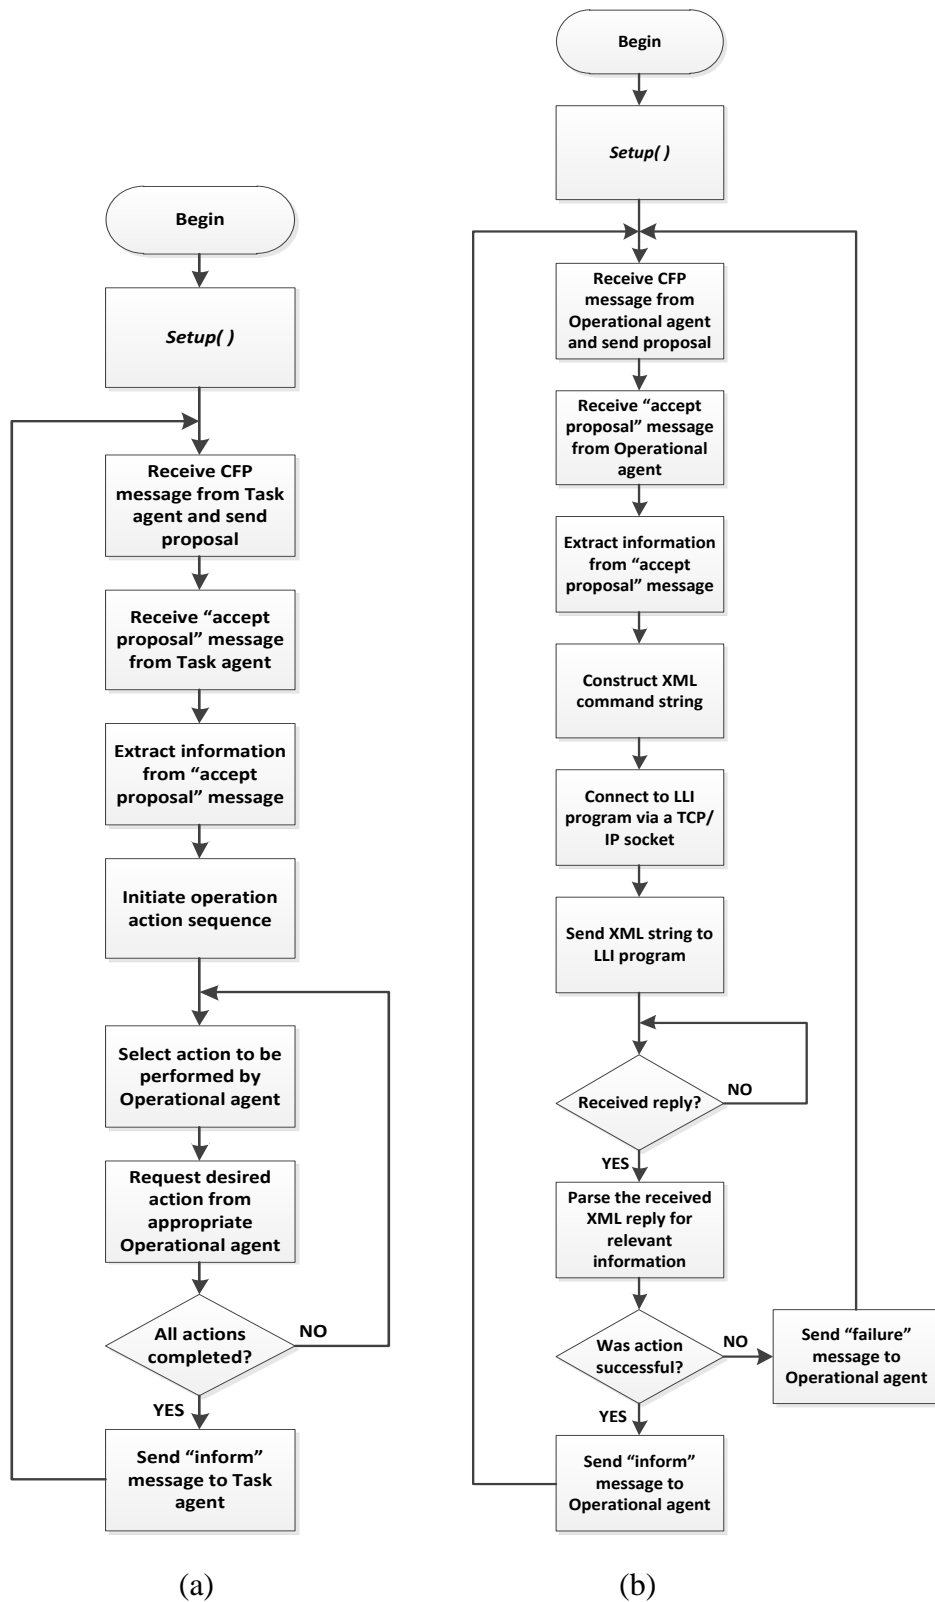 Begin
Setup( )
Receive CFP
message from Task
agent and send
proposal
Receive “accept
proposal” message
from Task agent
Extract information
from “accept
proposal” message
Initiate operation
action sequence
Select action to be
performed by
Operational agent
Request desired
action from
appropriate
Operational agent
All actions
completed?
NO
YES
Send “inform”
message to Task
agent
(a)
Begin
Setup( )
Receive CFP
message from
Operational agent
and send proposal
Receive “accept
proposal” message
from Operational
agent
Extract information
from “accept
proposal” message
Construct XML
command string
Connect to LLI
program via a TCP/
IP socket
Send XML string to
LLI program
Received reply?
NO
YES
Parse the received
XML reply for
relevant
information
Was action
successful?
NO
Send “failure”
message to
Operational agent
YES
Send “inform”
message to
Operational agent
(b)